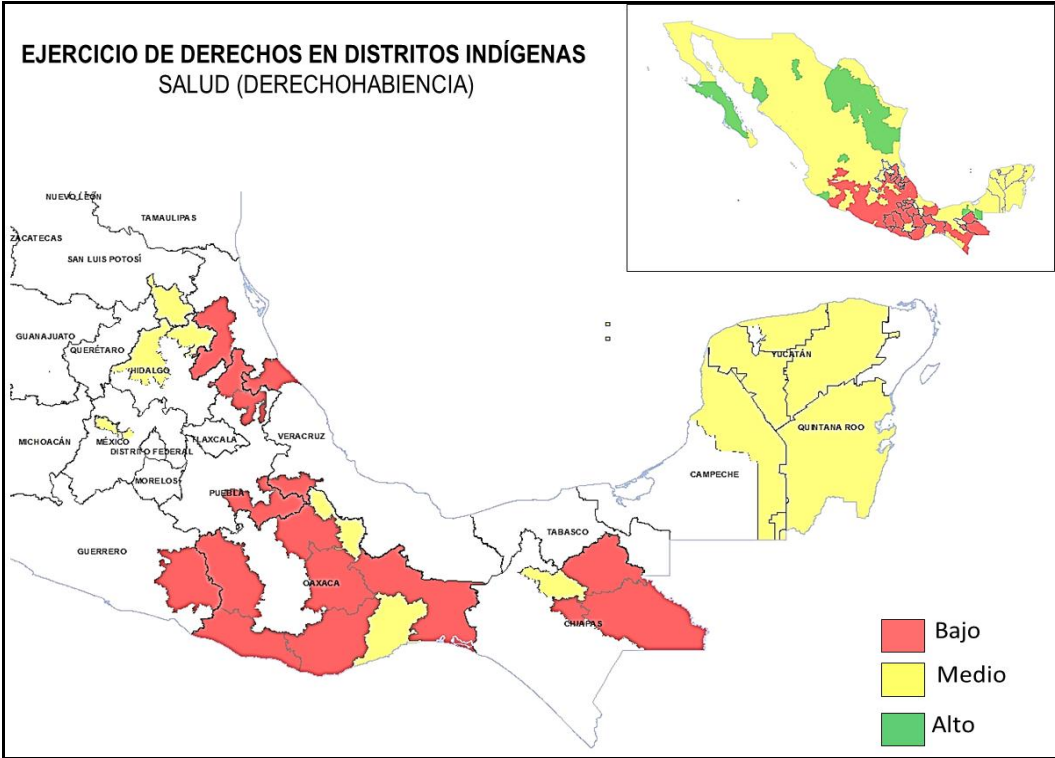 EJERCICIO DE DERECHOS EN DISTRITOS INDÍGENAS
SALUD (DERECHOHABIENCIA)
NUEVO LEÓN
TAMAULIPAS
ZACATECAS
SAN LUIS POTOSÍ
GUANAJUATO
QUERÉTARO
HIDALGO
MICHOACÁN
MÉXICO
TLAXCALA
VERACRUZ
DISTRITO FEDERAL
MORELOS
PUEBLA
GUERRERO
OAXACA
TABASCO
CHIAPAS
CAMPECHE
YUCATÁN
QUINTANA ROO
Bajo
Medio
Alto